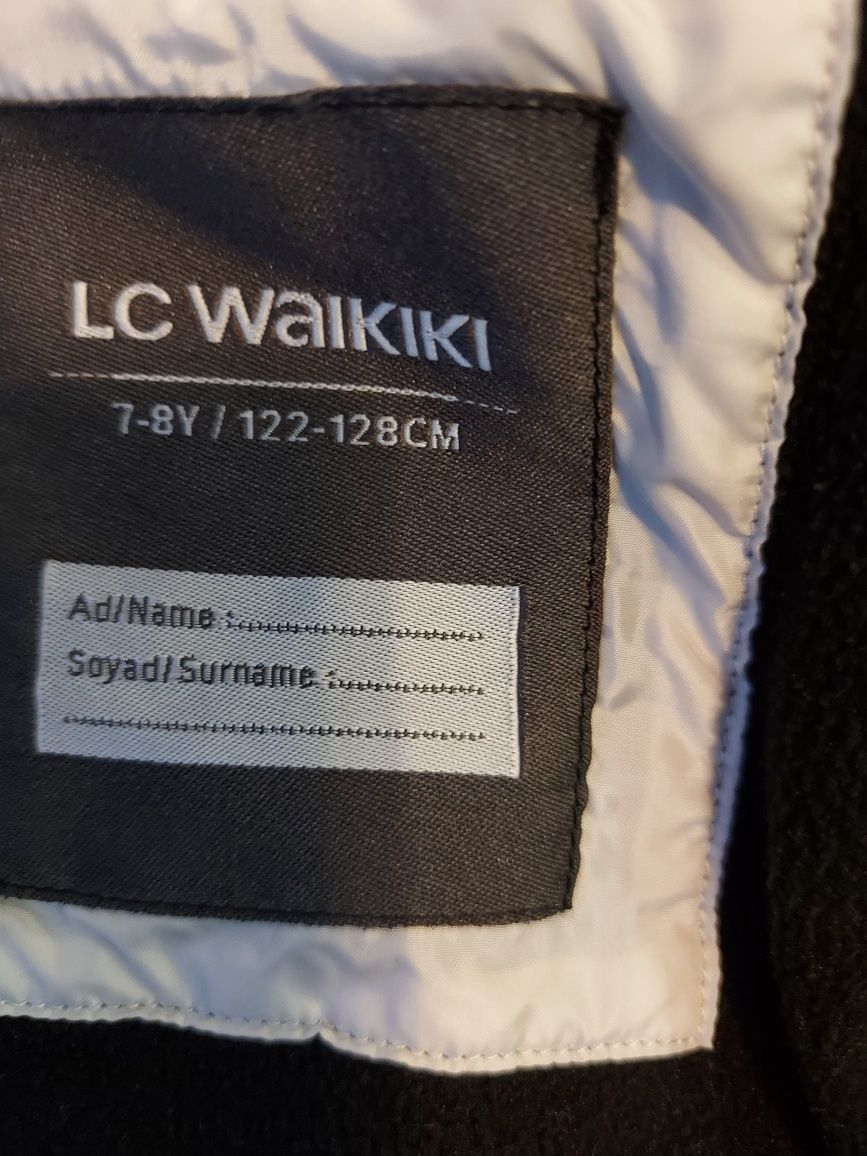 LC Waikiki
7-8Y / 122-128CM
Ad/Name :
Soyad/Surname :